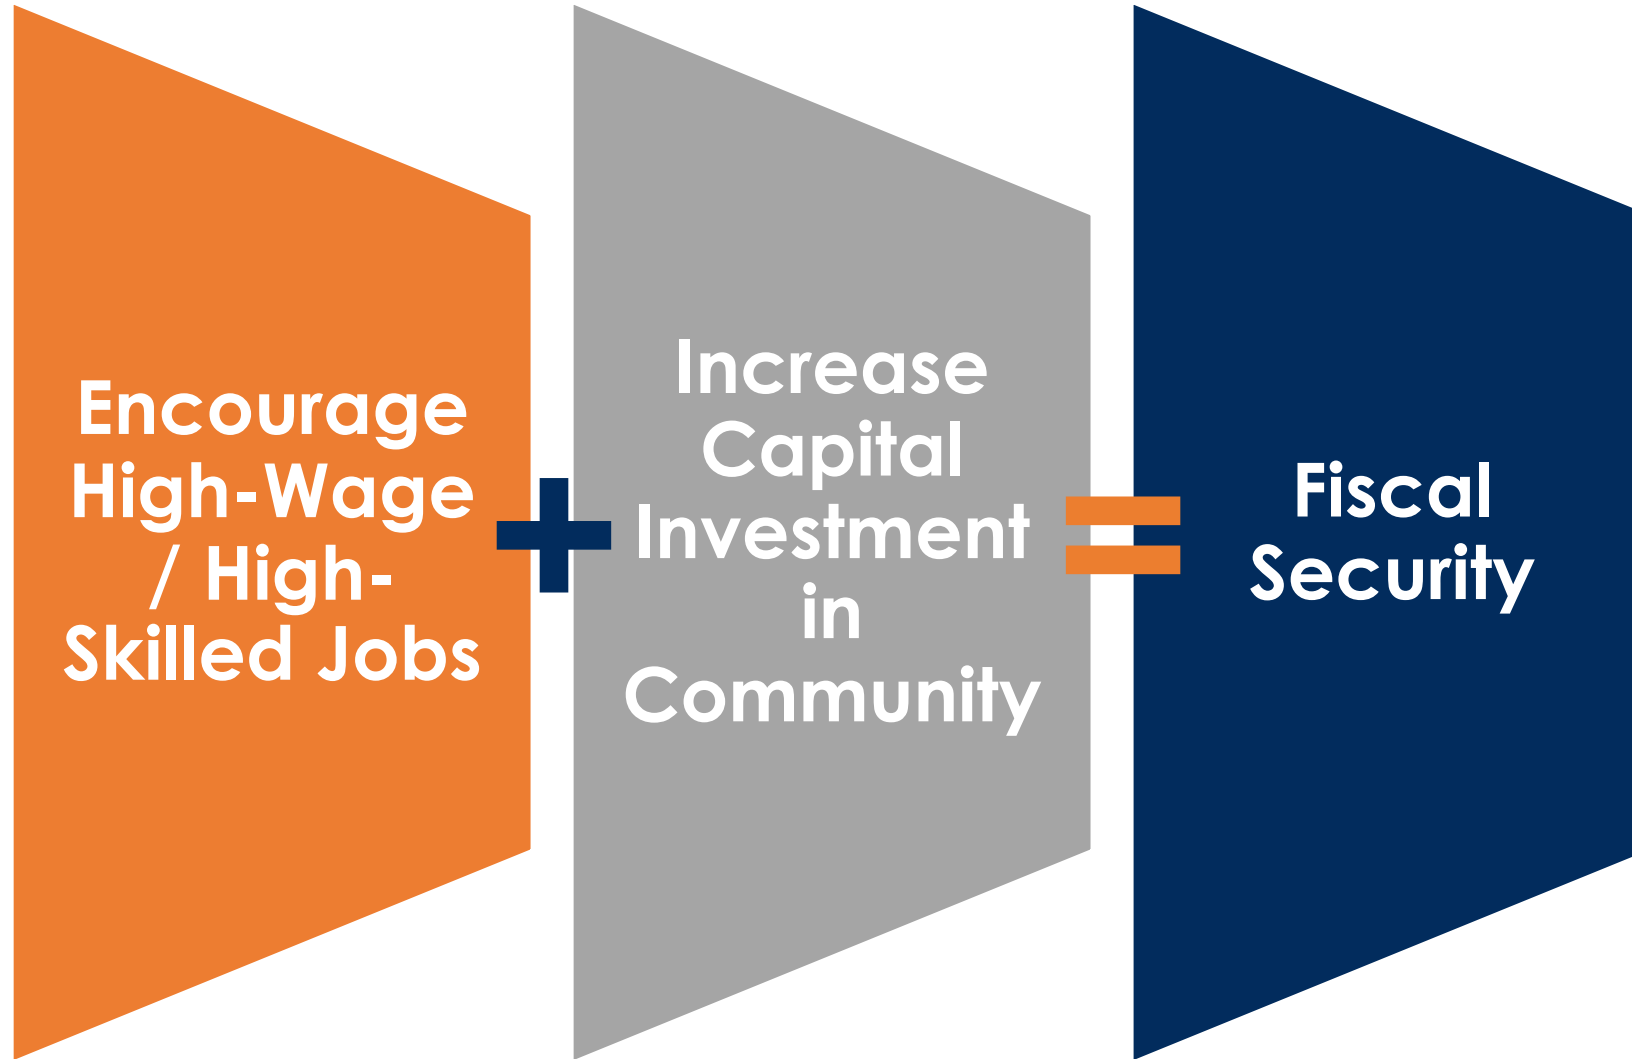 Encourage
High-Wage
/ High-
Skilled Jobs
+
Increase
Capital
Investment
in
Community
=
Fiscal
Security